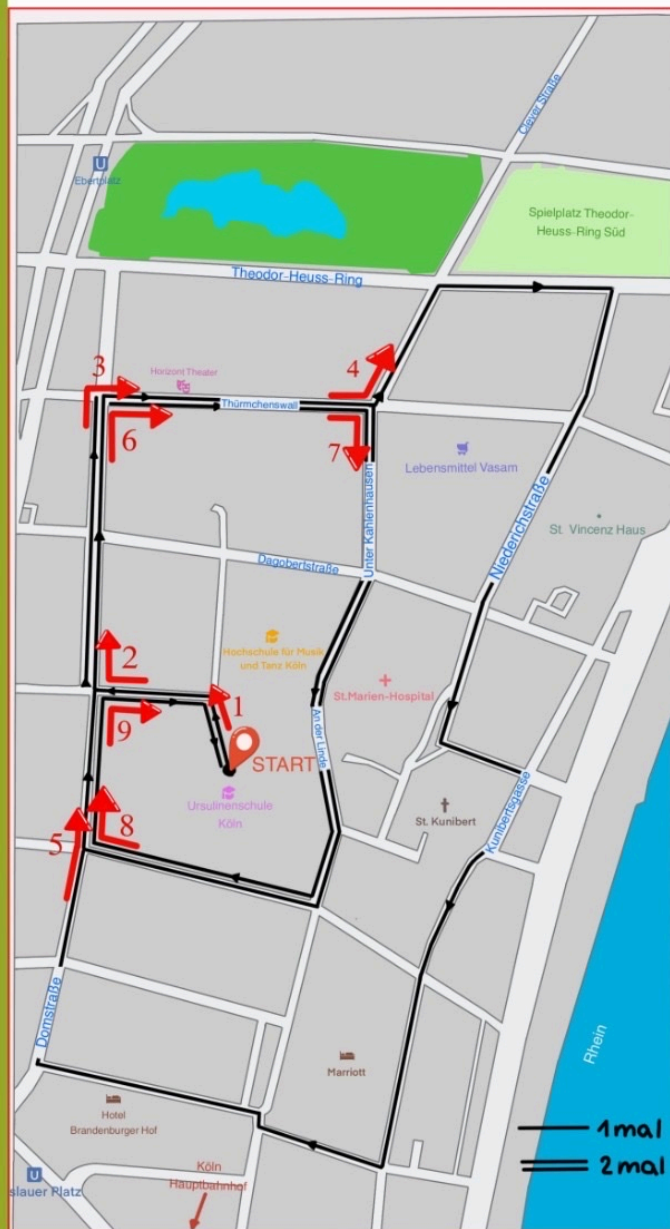 Clever Straße
U
Ebertplatz
Spielplatz Theodor-
Heuss-Ring Süd
Theodor-Heuss-Ring
3
Horizont Theater
4
Thürmchenswall
6
7
Lebensmittel Vasam
Unter Kahlenhausen
Niederichstraße
St. Vincenz Haus
Dagobertstraße
Hochschule für Musik
und Tanz Köln
2
St.Marien-Hospital
1
9
An der Linde
START
Ursulinenschule
Köln
St. Kunibert
Kunibertsgasse
5
8
Domstraße
Rhein
Marriott
Hotel
Brandenburger Hof
1mal
2mal
Köln
Hauptbahnhof
U
slauer Platz